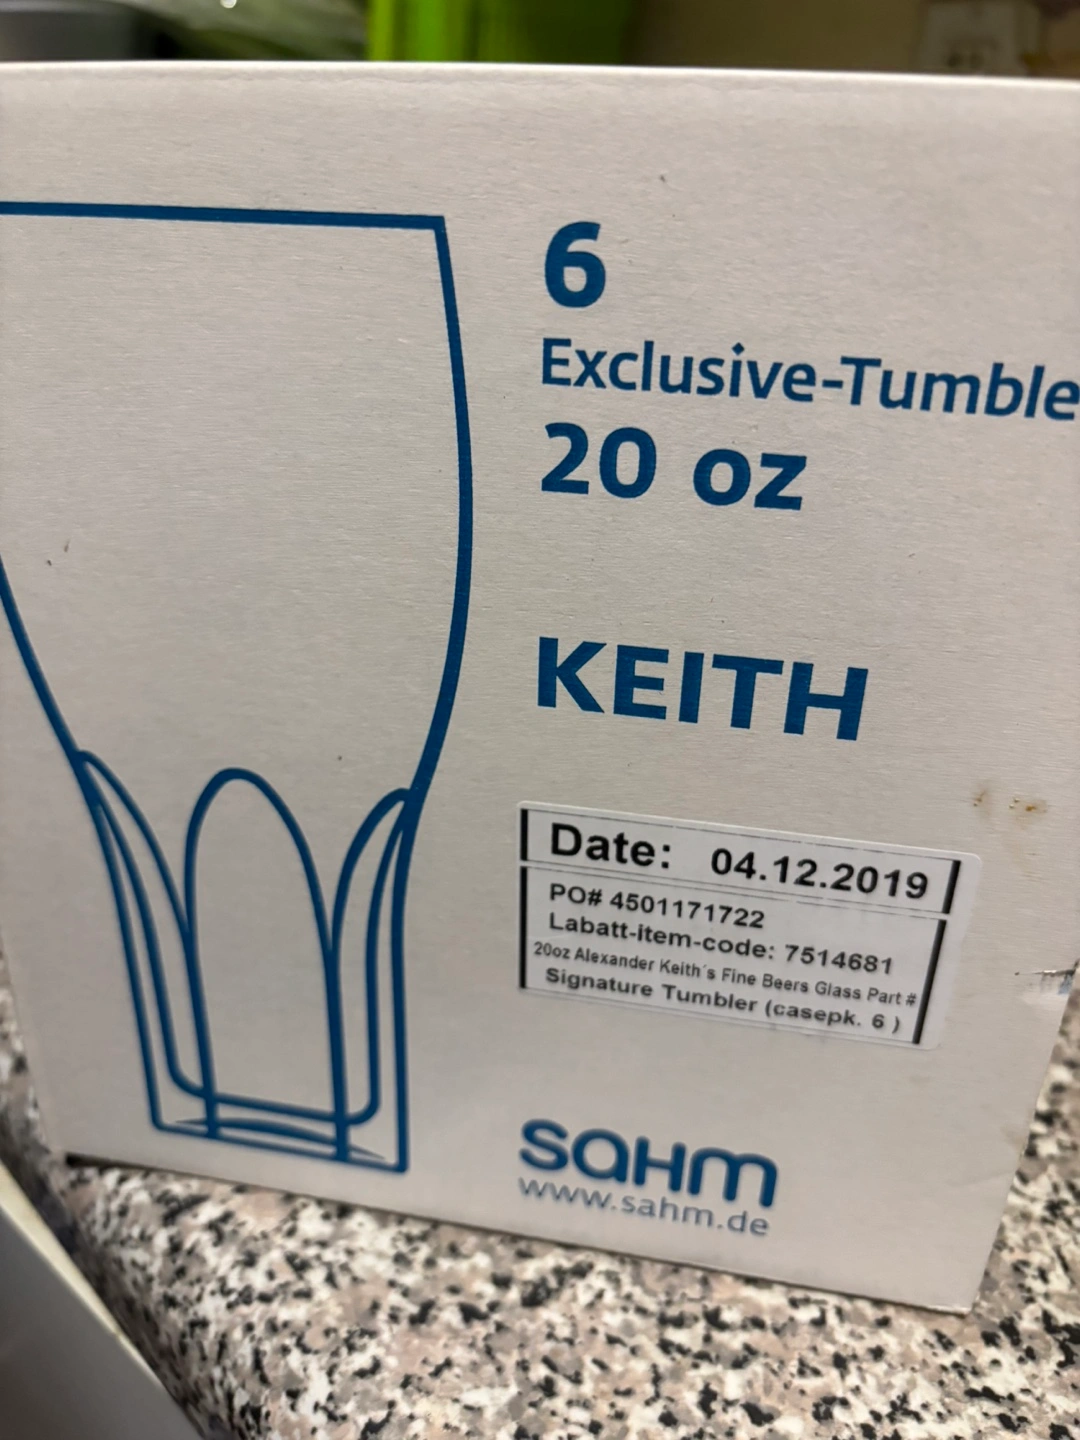 6
Exclusive-Tumble
20 oz
KEITH
Date: 04.12.2019
PO# 4501171722
Labatt-item-code: 7514681
20oz Alexander Keith´s Fine Beers Glass Part #
Signature Tumbler (casepk. 6 )
sahm
www.sahm.de